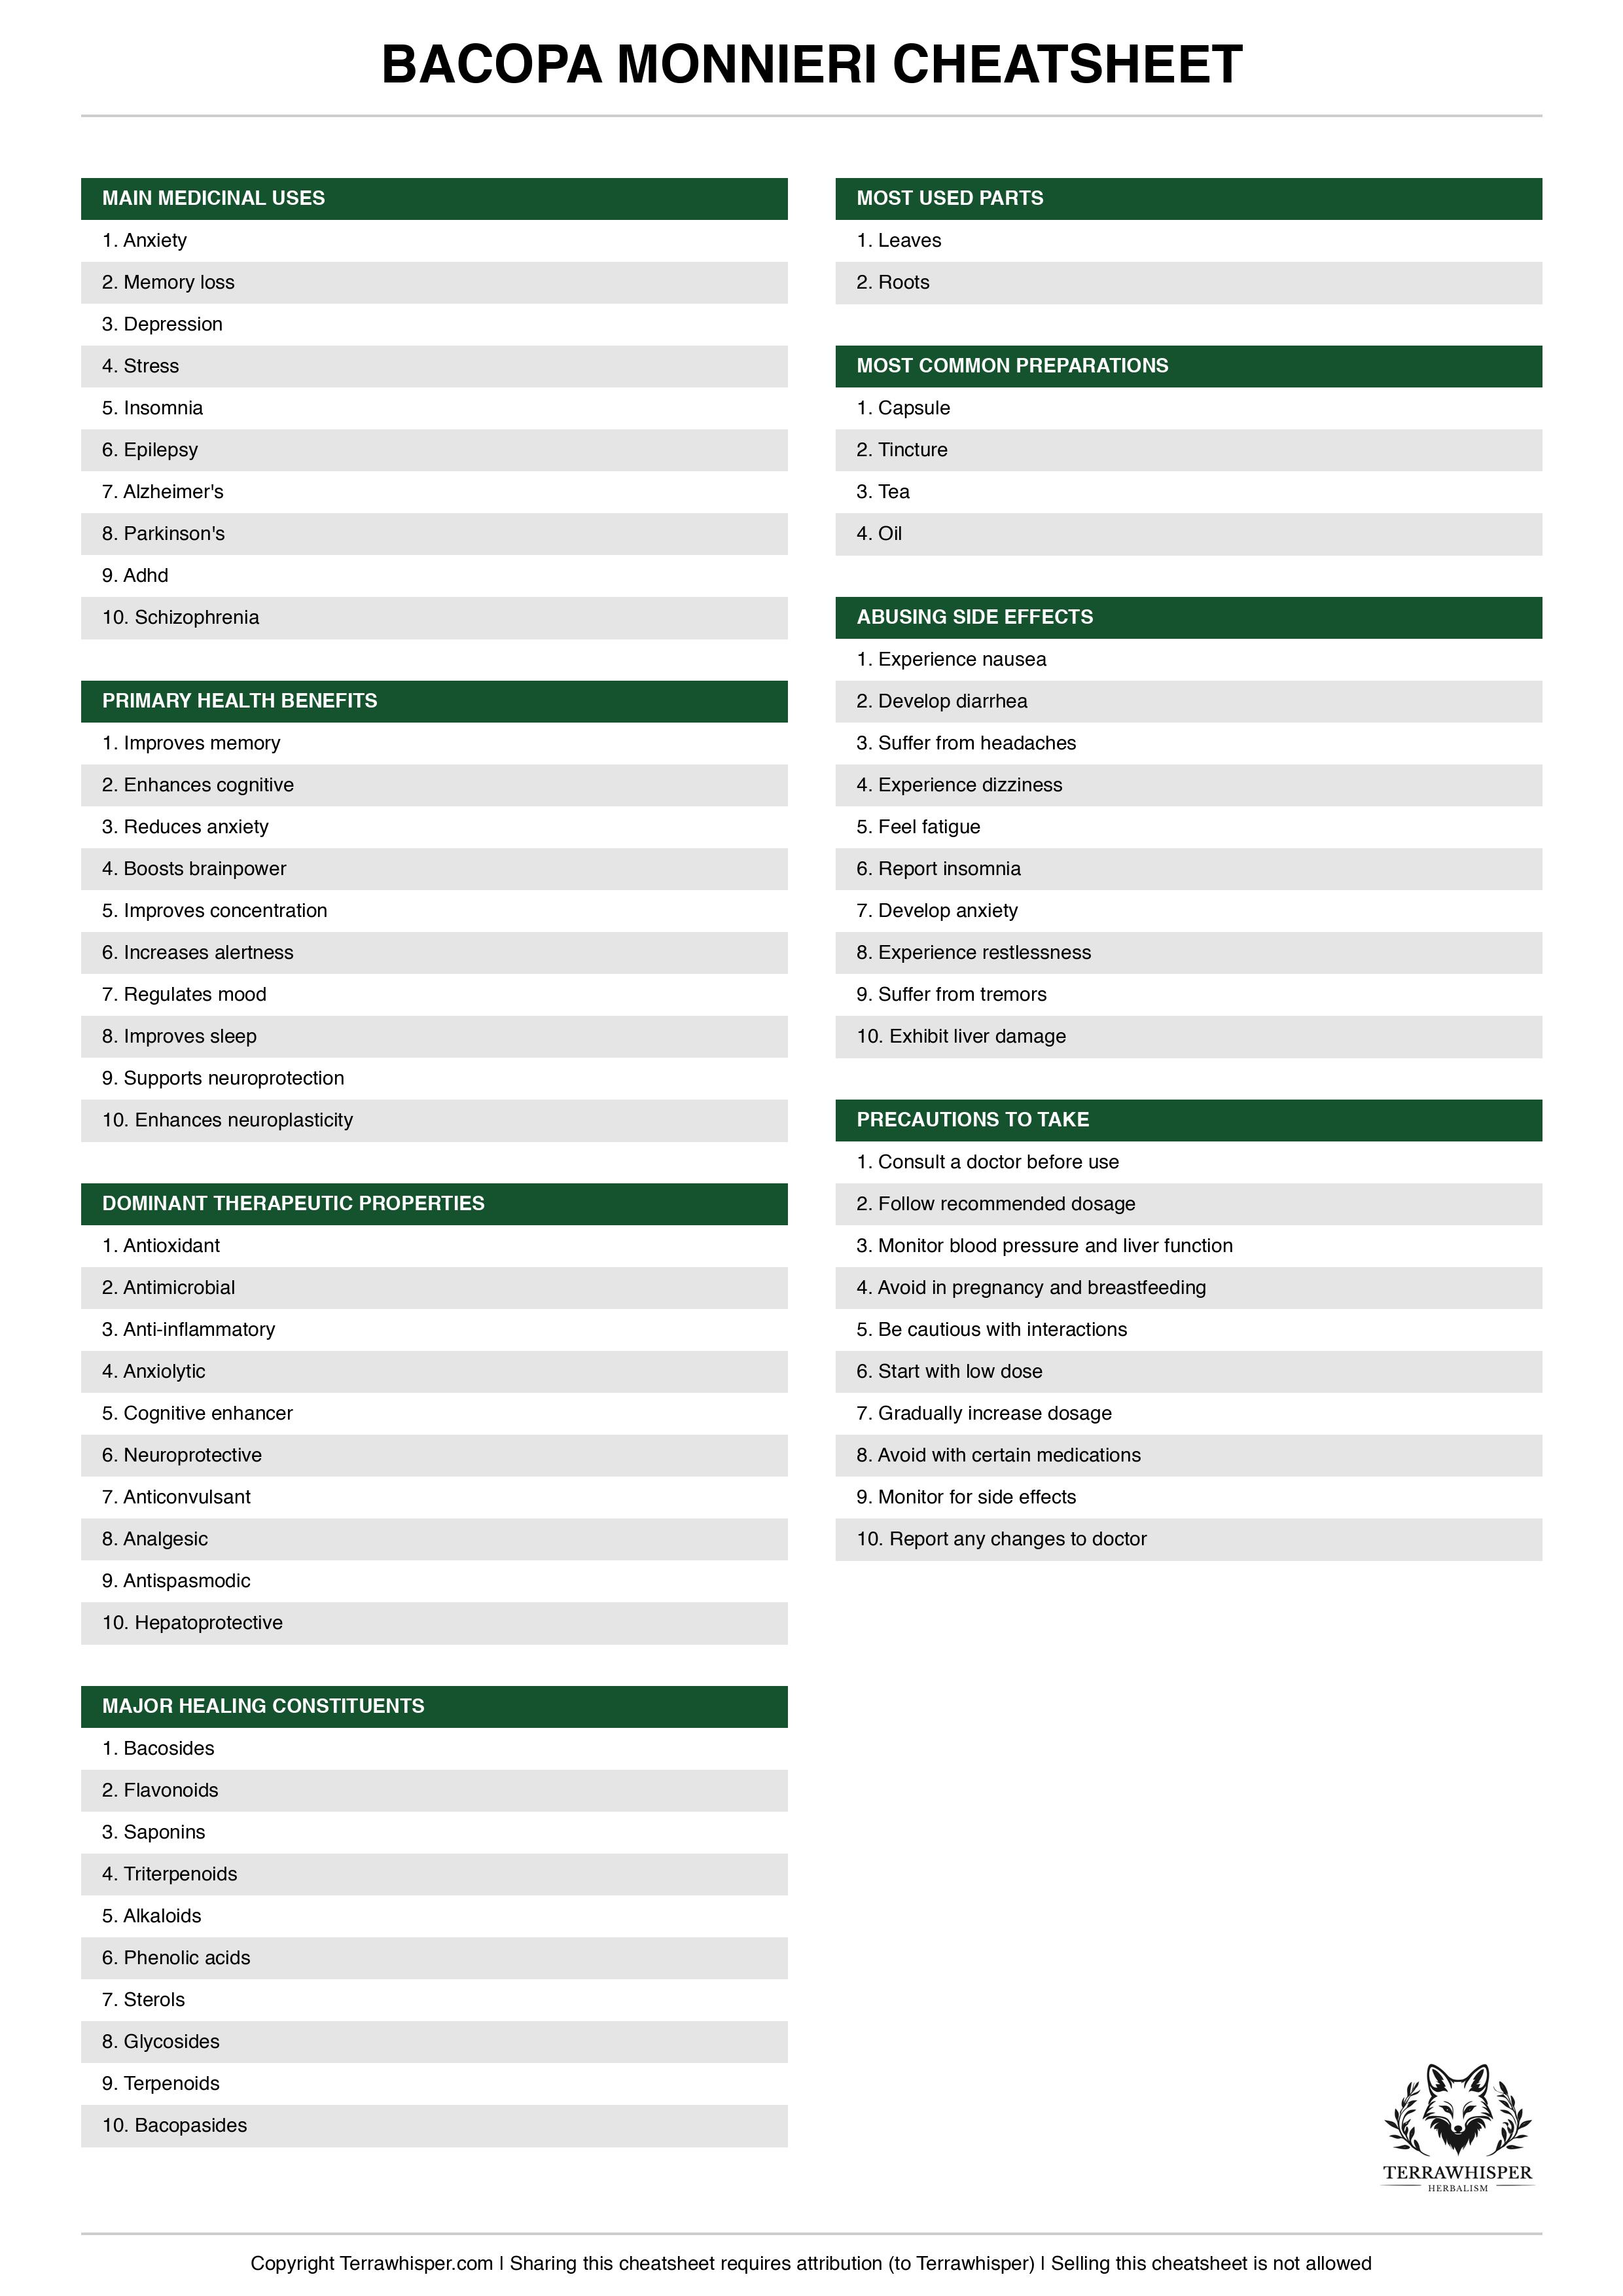 BACOPA MONNIERI CHEATSHEET
MAIN MEDICINAL USES
1. Anxiety
2. Memory loss
3. Depression
4. Stress
5. Insomnia
6. Epilepsy
7. Alzheimer's
8. Parkinson's
9. Adhd
10. Schizophrenia
PRIMARY HEALTH BENEFITS
1. Improves memory
2. Enhances cognitive
3. Reduces anxiety
4. Boosts brainpower
5. Improves concentration
6. Increases alertness
7. Regulates mood
8. Improves sleep
9. Supports neuroprotection
10. Enhances neuroplasticity
DOMINANT THERAPEUTIC PROPERTIES
1. Antioxidant
2. Antimicrobial
3. Anti-inflammatory
4. Anxiolytic
5. Cognitive enhancer
6. Neuroprotective
7. Anticonvulsant
8. Analgesic
9. Antispasmodic
10. Hepatoprotective
MAJOR HEALING CONSTITUENTS
1. Bacosides
2. Flavonoids
3. Saponins
4. Triterpenoids
5. Alkaloids
6. Phenolic acids
7. Sterols
8. Glycosides
9. Terpenoids
10. Bacopasides
MOST USED PARTS
1. Leaves
2. Roots
MOST COMMON PREPARATIONS
1. Capsule
2. Tincture
3. Tea
4. Oil
ABUSING SIDE EFFECTS
1. Experience nausea
2. Develop diarrhea
3. Suffer from headaches
4. Experience dizziness
5. Feel fatigue
6. Report insomnia
7. Develop anxiety
8. Experience restlessness
9. Suffer from tremors
10. Exhibit liver damage
PRECAUTIONS TO TAKE
1. Consult a doctor before use
2. Follow recommended dosage
3. Monitor blood pressure and liver function
4. Avoid in pregnancy and breastfeeding
5. Be cautious with interactions
6. Start with low dose
7. Gradually increase dosage
8. Avoid with certain medications
9. Monitor for side effects
10. Report any changes to doctor
TERRAWHISPER
HERBALISM
Copyright Terrawhisper.com | Sharing this cheatsheet requires attribution (to Terrawhisper) | Selling this cheatsheet is not allowed